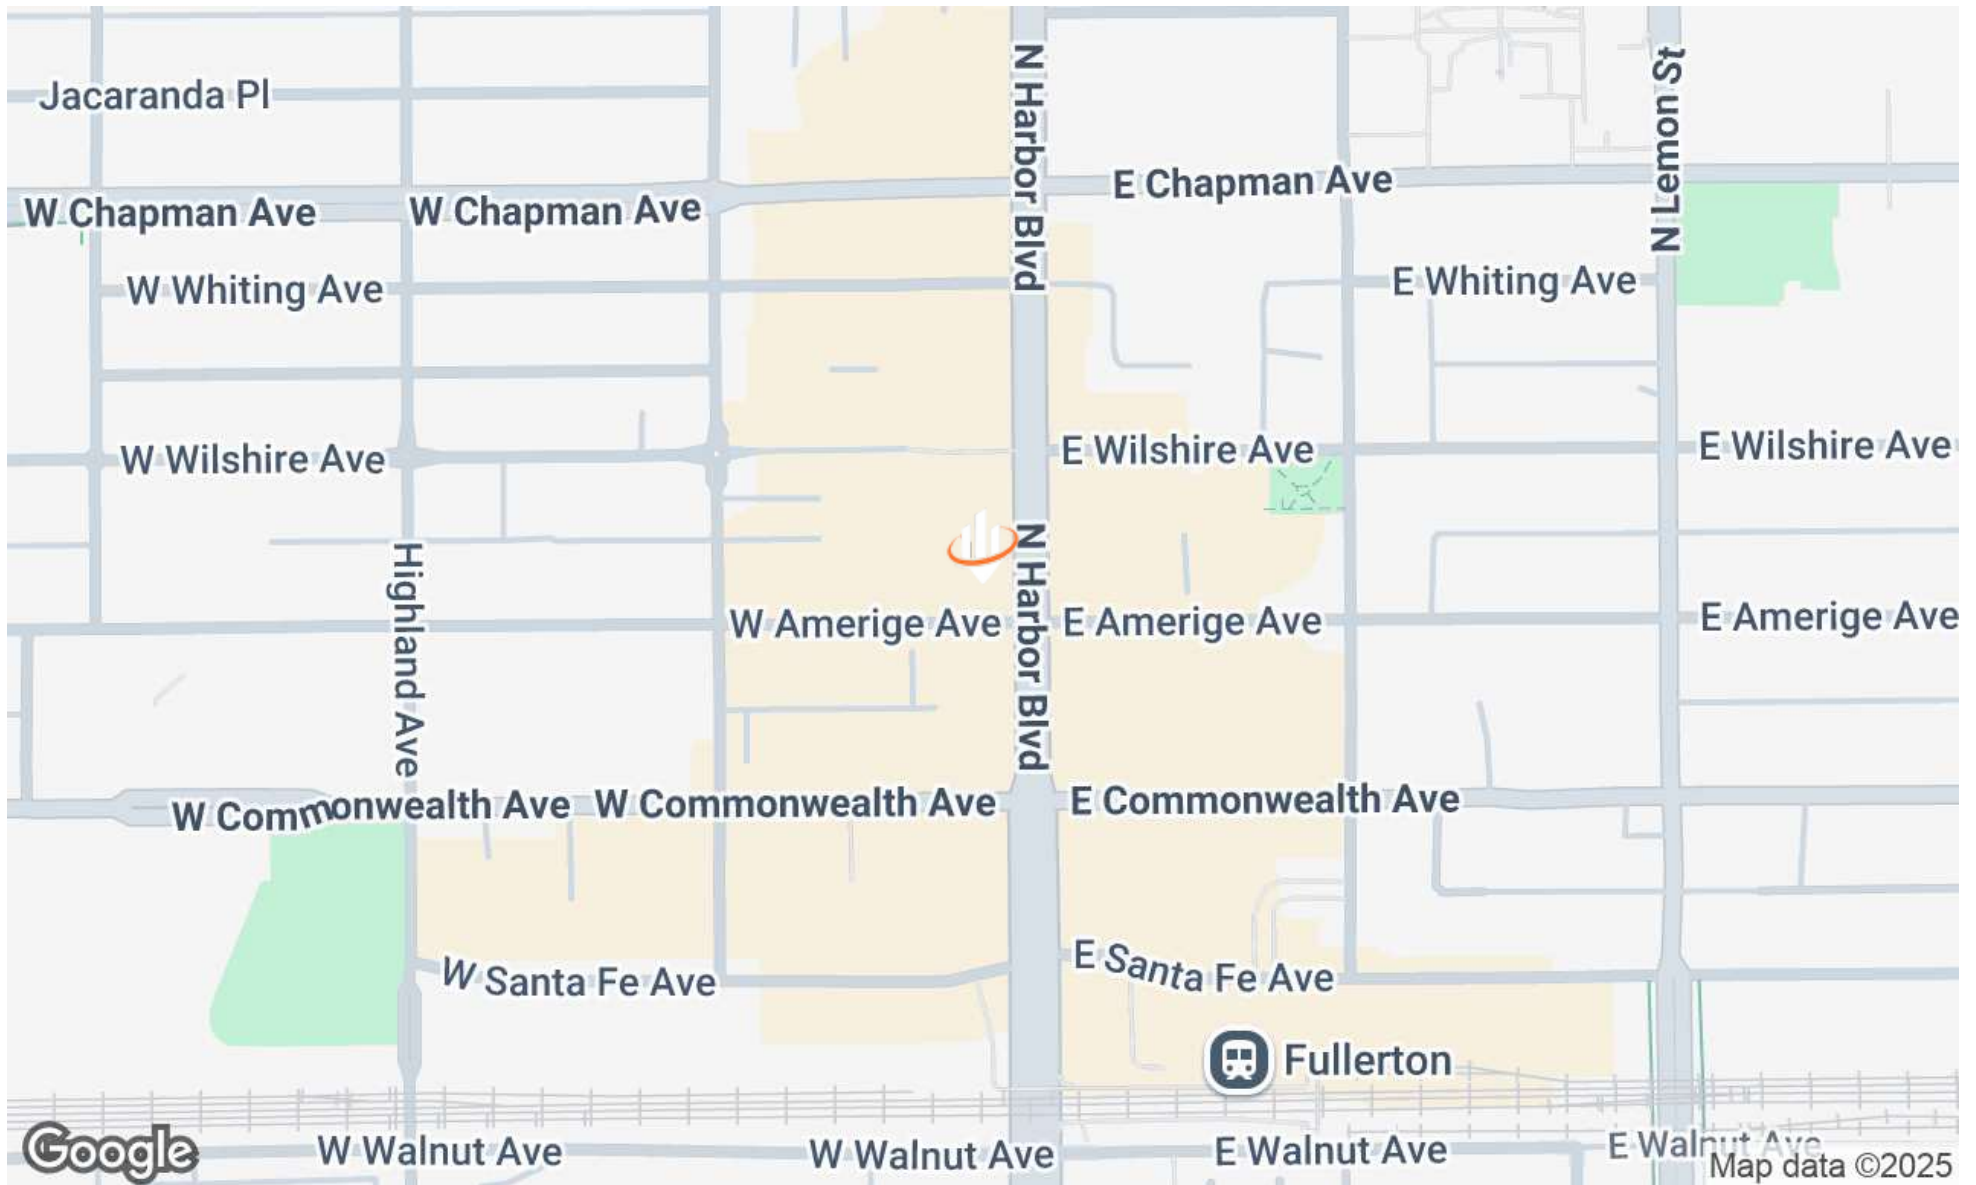 Jacaranda Pl
N Harbor Blvd
N Lemon St
W Chapman Ave
W Chapman Ave
E Chapman Ave
W Whiting Ave
E Whiting Ave
W Wilshire Ave
E Wilshire Ave
E Wilshire Ave
Highland Ave
N Harbor Blvd
W Amerige Ave
E Amerige Ave
E Amerige Ave
W Commonwealth Ave
W Commonwealth Ave
E Commonwealth Ave
W Santa Fe Ave
E Santa Fe Ave
Fullerton
Google
W Walnut Ave
W Walnut Ave
E Walnut Ave
E Walnut Ave
Map data ©2025